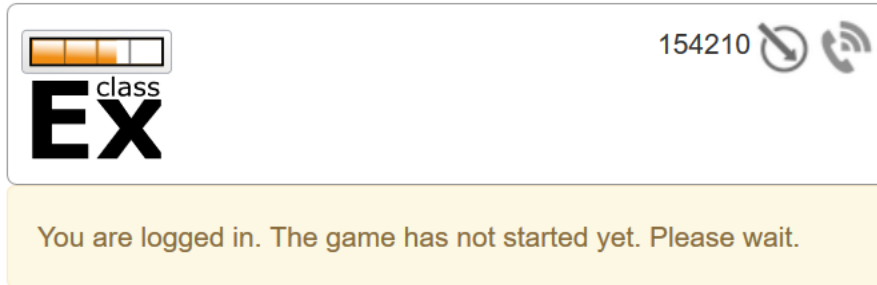 154210
class
Ex
You are logged in. The game has not started yet. Please wait.